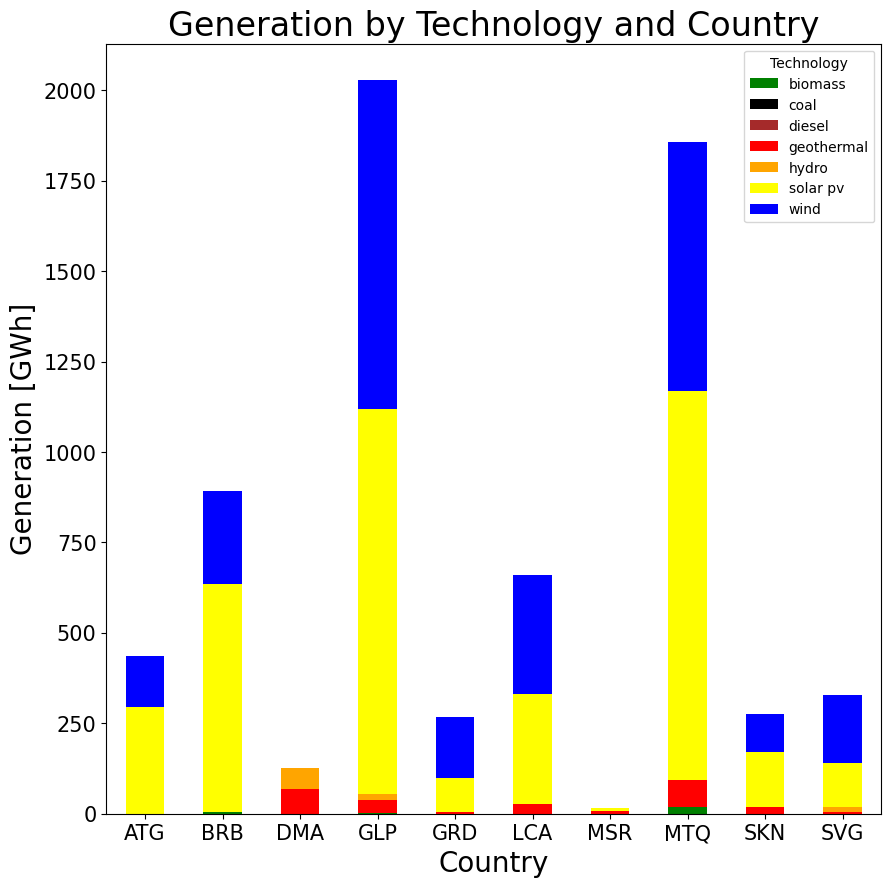 Generation by Technology and Country
Technology
biomass
coal
diesel
geothermal
hydro
solar pv
wind
Generation [GWh]
2000
1750
1500
1250
1000
750
500
250
0
ATG BRB DMA GLP GRD LCA MSR MTQ SKN SVG
Country